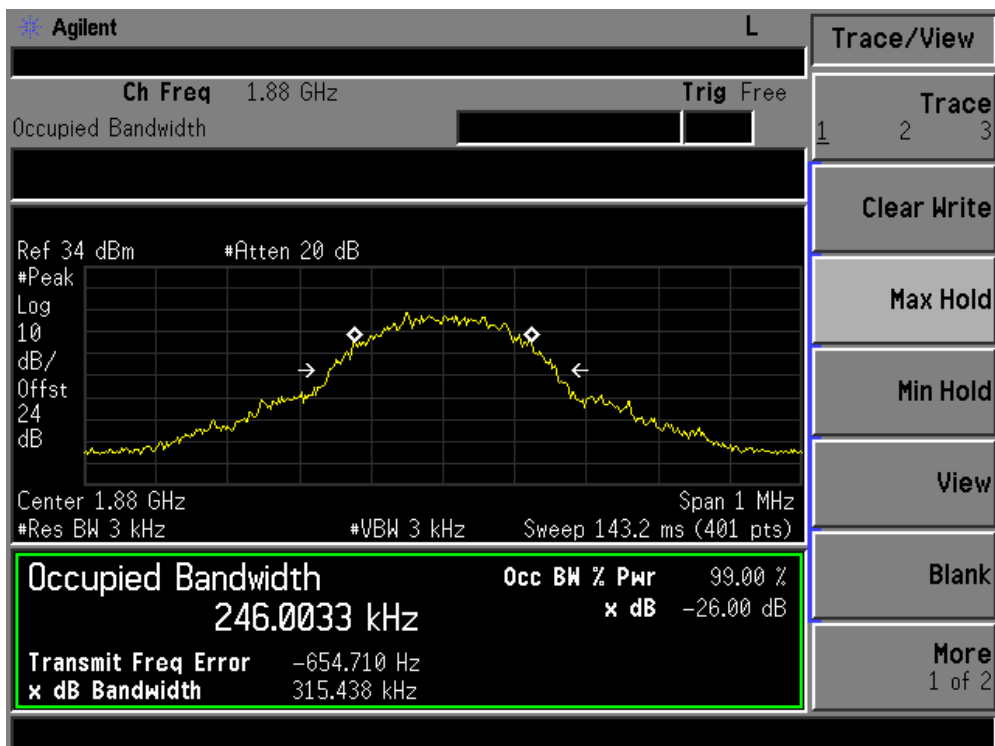 Agilent L
Ch Freq 1.88 GHz Trig Free
Occupied Bandwidth
Ref 34 dBm #Atten 20 dB
#Peak
Log
10
dB/
Offst
24
dB
Center 1.88 GHz Span 1 MHz
#Res BW 3 kHz #VBW 3 kHz Sweep 143.2 ms (401 pts)
Occupied Bandwidth Occ BW % Pwr 99.00 %
246.0033 kHz x dB -26.00 dB
Transmit Freq Error -654.710 Hz
x dB Bandwidth 315.438 kHz
Trace/View
Trace
1 2 3
Clear Write
Max Hold
Min Hold
View
Blank
More
1 of 2